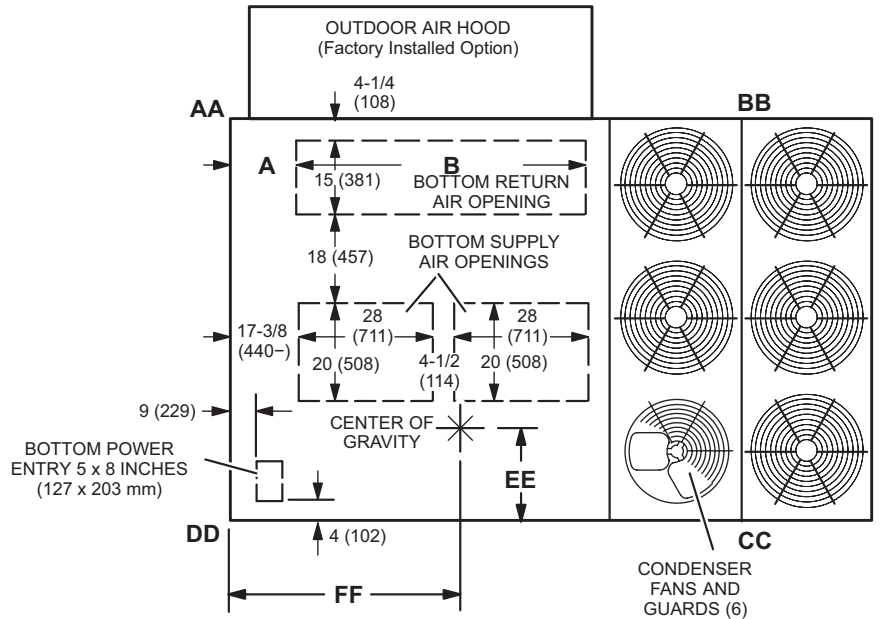 OUTDOOR AIR HOOD
(Factory Installed Option)
4-1/4
(108)
AA
BB
A
B
15 (381)
BOTTOM RETURN
AIR OPENING
18 (457)
BOTTOM SUPPLY
AIR OPENINGS
17-3/8
(440−)
28
(711)
28
(711)
20 (508)
4-1/2
(114)
20 (508)
9 (229)
CENTER OF
GRAVITY
BOTTOM POWER
ENTRY 5 x 8 INCHES
(127 x 203 mm)
EE
DD
4 (102)
CC
FF
CONDENSER
FANS AND
GUARDS (6)